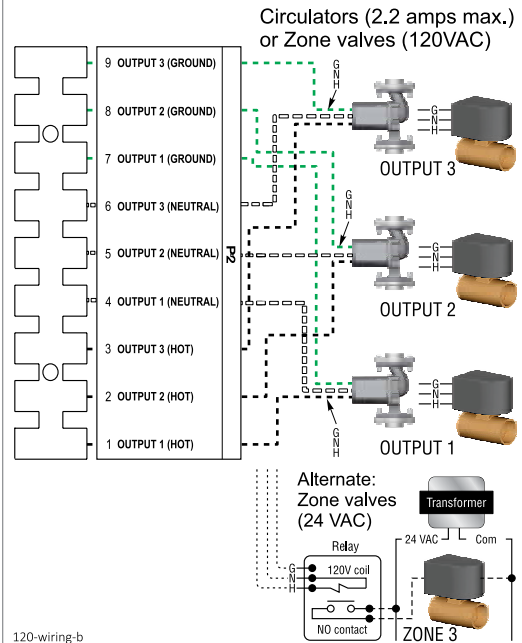 Circulators (2.2 amps max.)
or Zone valves (120VAC)
9 OUTPUT 3 (GROUND)
8 OUTPUT 2 (GROUND)
7 OUTPUT 1 (GROUND)
6 OUTPUT 3 (NEUTRAL)
5 OUTPUT 2 (NEUTRAL)
4 OUTPUT 1 (NEUTRAL)
3 OUTPUT 3 (HOT)
2 OUTPUT 2 (HOT)
1 OUTPUT 1 (HOT)
P2
G
N
H
G
N
H
OUTPUT 3
G
N
H
G
N
H
OUTPUT 2
G
N
H
G
N
H
OUTPUT 1
Alternate:
Zone valves
(24 VAC)
Transformer
24 VAC
Com
Relay
G
N
H
120V coil
NO contact
ZONE 3
120-wiring-b